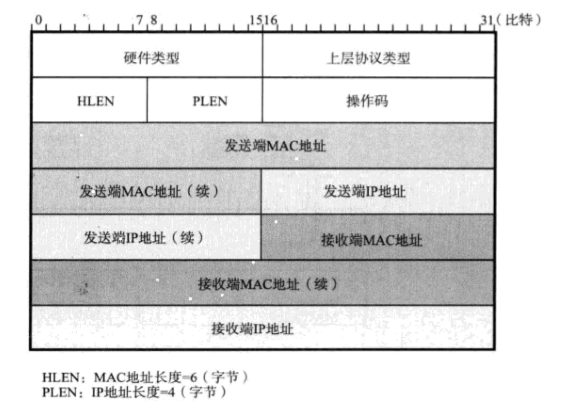 0 7 8 1516 31(比特)
硬件类型 上层协议类型
HLEN PLEN 操作码
发送端MAC地址
发送端MAC地址(续) 发送端IP地址
发送端IP地址(续) 接收端MAC地址
接收端MAC地址(续)
接收端IP地址
HLEN:MAC地址长度=6(字节)
PLEN:IP地址长度=4(字节)